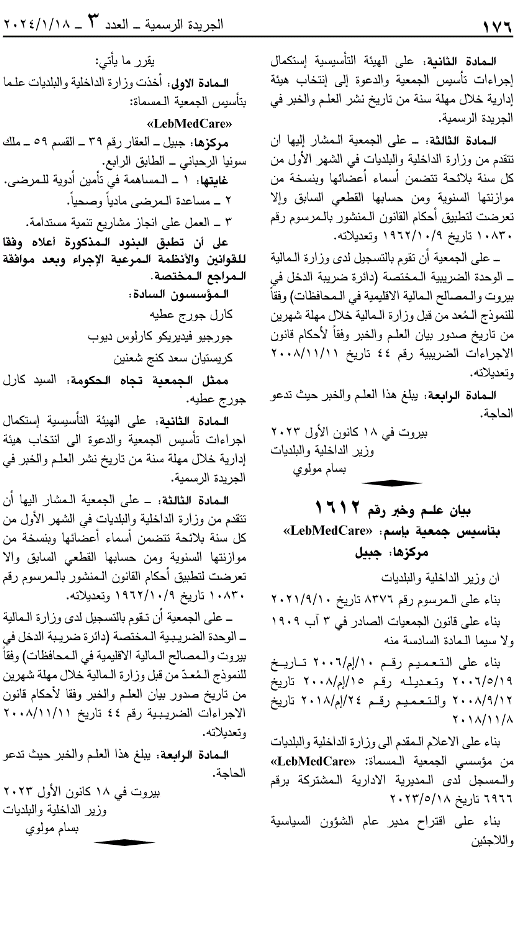 ١٧٦
الجريدة الرسمية – العدد ٣ – ٢٠٢٤/١/١٨
المادة الثانية: على الهيئة التأسيسية إستكمال
إجراءات تأسيس الجمعية والدعوة إلى إنتخاب هيئة
إدارية خلال مهلة سنة من تاريخ نشر العلم والخبر في
الجريدة الرسمية.
المادة الثالثة: – على الجمعية المشار إليها ان
تتقدم من وزارة الداخلية والبلديات في الشهر الأول من
كل سنة بلائحة تتضمن أسماء أعضائها وبنسخة من
موازنتها السنوية ومن حسابها القطعي السابق وإلا
تعرضت لتطبيق أحكام القانون المنشور بالمرسوم رقم
١٠٨٣٠ تاريخ ١٩٦٢/١٠/٩ وتعديلاته.
– على الجمعية أن تقوم بالتسجيل لدى وزارة المالية
– الوحدة الضريبية المختصة (دائرة ضريبة الدخل في
بيروت والمصالح المالية الاقليمية في المحافظات) وفقاً
للنموذج المُعد من قبل وزارة المالية خلال مهلة شهرين
من تاريخ صدور بيان العلم والخبر وفقاً لأحكام قانون
الاجراءات الضريبية رقم ٤٤ تاريخ ٢٠٠٨/١١/١١
وتعديلاته.
المادة الرابعة: يبلغ هذا العلم والخبر حيث تدعو
الحاجة.
بيروت في ١٨ كانون الأول ٢٠٢٣
وزير الداخلية والبلديات
بسام مولوي
بيان علم وخبر رقم ١٦١٢
بتأسيس جمعية بإسم: «LebMedCare»
مركزها: جبيل
ان وزير الداخلية والبلديات
بناء على المرسوم رقم ٨٣٧٦ تاريخ ٢٠٢١/٩/١٠
بناء على قانون الجمعيات الصادر في ٣ آب ١٩٠٩
ولا سيما المادة السادسة منه
بناء على التعميم رقم ١٠/إم/٢٠٠٦ تاريخ
٢٠٠٦/٥/١٩ وتعديله رقم ١٥/إم/٢٠٠٨ تاريخ
٢٠٠٨/٩/١٢ والتعميم رقم ٢٤/إم/٢٠١٨ تاريخ
٢٠١٨/١١/٨
بناء على الاعلام المقدم الى وزارة الداخلية والبلديات
من مؤسسي الجمعية المسماة: «LebMedCare»
والمسجل لدى المديرية الادارية المشتركة برقم
٦٩٦٦ تاريخ ٢٠٢٣/٥/١٨
بناء على اقتراح مدير عام الشؤون السياسية
واللاجئين
يقرر ما يأتي:
المادة الاولى: أخذت وزارة الداخلية والبلديات علما
بتأسيس الجمعية المسماة:
«LebMedCare»
مركزها: جبيل – العقار رقم ٣٩ – القسم ٥٩ – ملك
سونيا الرحباني – الطابق الرابع.
غايتها: ١ – المساهمة في تأمين أدوية للمرضى.
٢ – مساعدة المرضى مادياً وصحياً.
٣ – العمل على انجاز مشاريع تنمية مستدامة.
على أن تطبق البنود المذكورة أعلاه وفقا
للقوانين والأنظمة المرعية الإجراء وبعد موافقة
المراجع المختصة.
المؤسسون السادة:
كارل جورج عطيه
جورجيو فيديريكو كارلوس ديوب
كريستيان سعد كنج شعنين
ممثل الجمعية تجاه الحكومة: السيد كارل
جورج عطيه.
المادة الثانية: على الهيئة التأسيسية إستكمال
اجراءات تأسيس الجمعية والدعوة الى انتخاب هيئة
إدارية خلال مهلة سنة من تاريخ نشر العلم والخبر في
الجريدة الرسمية.
المادة الثالثة: – على الجمعية المشار اليها أن
تتقدم من وزارة الداخلية والبلديات في الشهر الأول من
كل سنة بلائحة تتضمن أسماء أعضائها وبنسخة من
موازنتها السنوية ومن حسابها القطعي السابق والا
تعرضت لتطبيق أحكام القانون المنشور بالمرسوم رقم
١٠٨٣٠ تاريخ ١٩٦٢/١٠/٩ وتعديلاته.
– على الجمعية أن تقوم بالتسجيل لدى وزارة المالية
– الوحدة الضريبية المختصة (دائرة ضريبة الدخل في
بيروت والمصالح المالية الاقليمية في المحافظات) وفقاً
للنموذج المُعدّ من قبل وزارة المالية خلال مهلة شهرين
من تاريخ صدور بيان العلم والخبر وفقا لأحكام قانون
الاجراءات الضريبية رقم ٤٤ تاريخ ٢٠٠٨/١١/١١
وتعديلاته.
المادة الرابعة: يبلغ هذا العلم والخبر حيث تدعو
الحاجة.
بيروت في ١٨ كانون الأول ٢٠٢٣
وزير الداخلية والبلديات
بسام مولوي